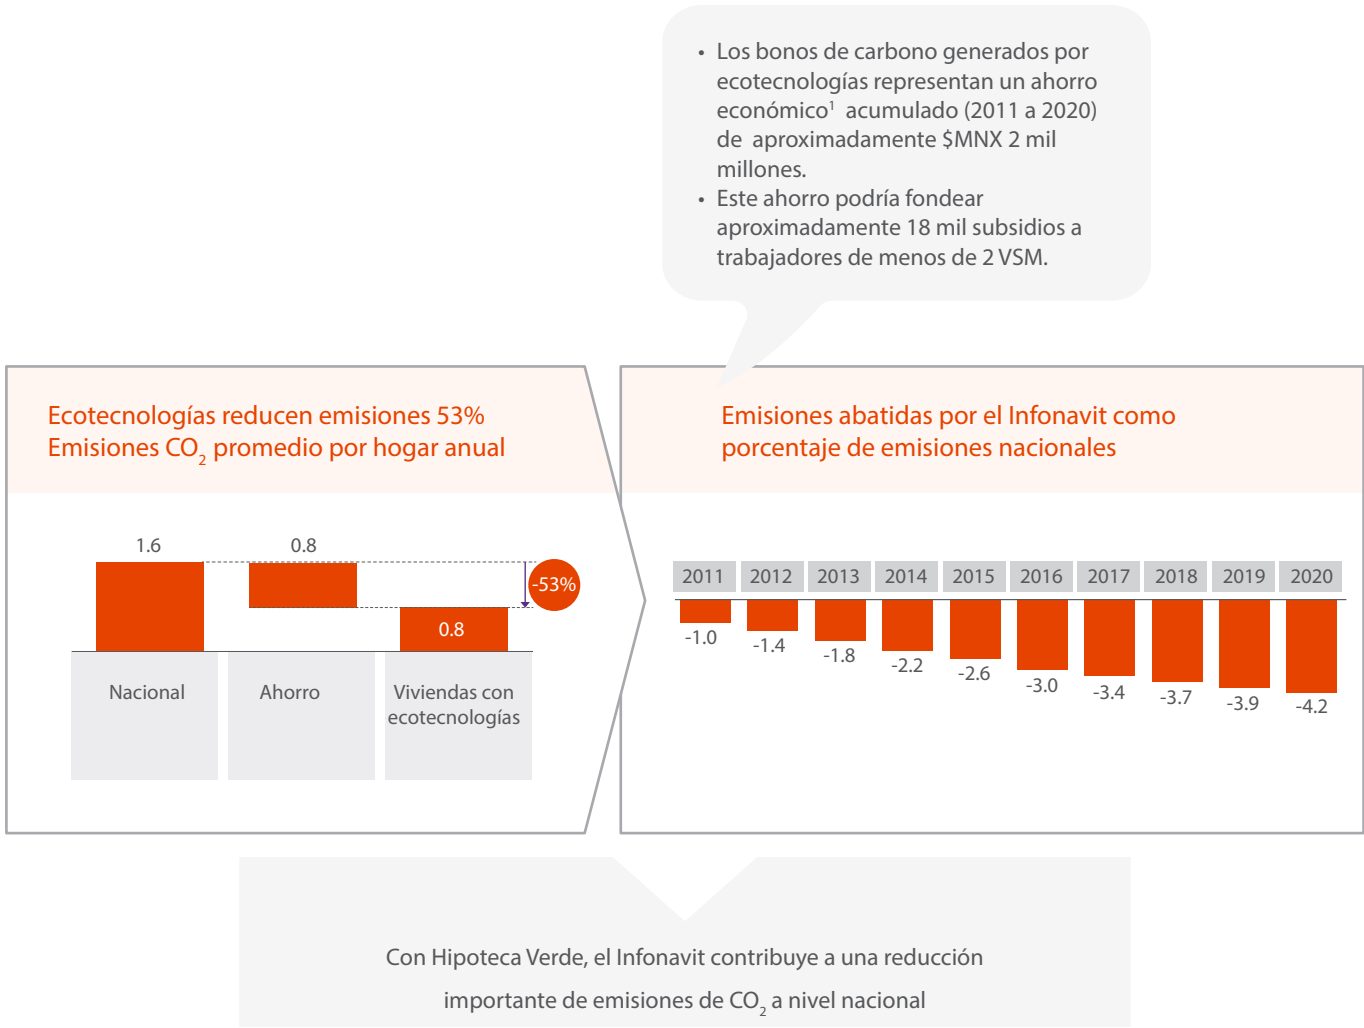 • Los bonos de carbono generados por
ecotecnologías representan un ahorro
económico¹ acumulado (2011 a 2020)
de aproximadamente $MNX 2 mil
millones.
• Este ahorro podría fondear
aproximadamente 18 mil subsidios a
trabajadores de menos de 2 VSM.
Ecotecnologías reducen emisiones 53%
Emisiones CO₂ promedio por hogar anual
1.6
0.8
-53%
0.8
Nacional
Ahorro
Viviendas con
ecotecnologías
Emisiones abatidas por el Infonavit como
porcentaje de emisiones nacionales
2011 2012 2013 2014 2015 2016 2017 2018 2019 2020
-1.0 -1.4 -1.8 -2.2 -2.6 -3.0 -3.4 -3.7 -3.9 -4.2
Con Hipoteca Verde, el Infonavit contribuye a una reducción
importante de emisiones de CO₂ a nivel nacional